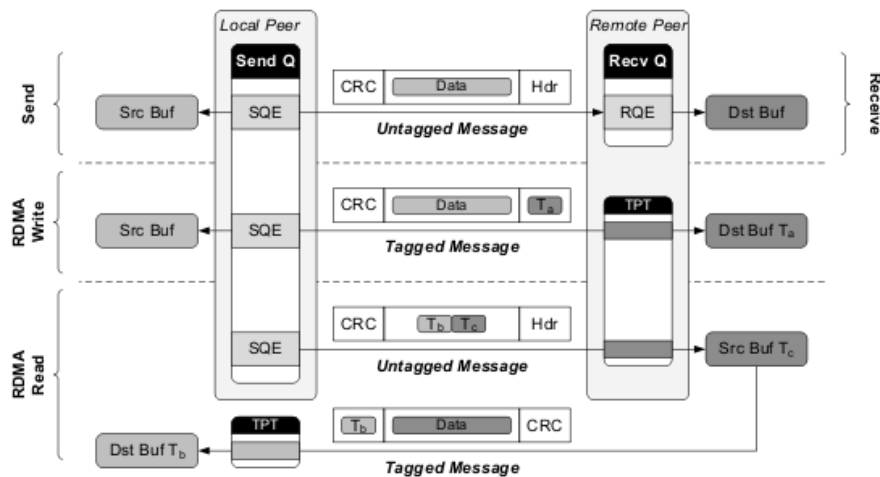 Local Peer
Remote Peer
Send Q
Recv Q
Send
Receive
CRC Data Hdr
Src Buf SQE RQE Dst Buf
Untagged Message
RDMA
Write
CRC Data Ta
TPT
Src Buf SQE Dst Buf Ta
Tagged Message
RDMA
Read
CRC Tb Tc Hdr
SQE Src Buf Tc
Untagged Message
TPT
Tb Data CRC
Dst Buf Tb
Tagged Message